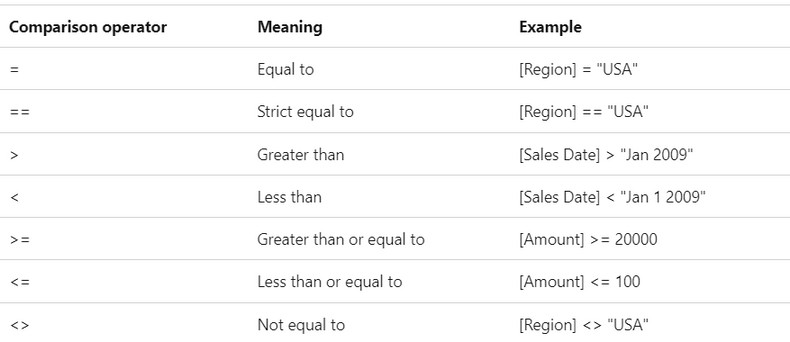 Comparison operator Meaning Example
= Equal to [Region] = "USA"
== Strict equal to [Region] == "USA"
> Greater than [Sales Date] > "Jan 2009"
< Less than [Sales Date] < "Jan 1 2009"
>= Greater than or equal to [Amount] >= 20000
<= Less than or equal to [Amount] <= 100
<> Not equal to [Region] <> "USA"